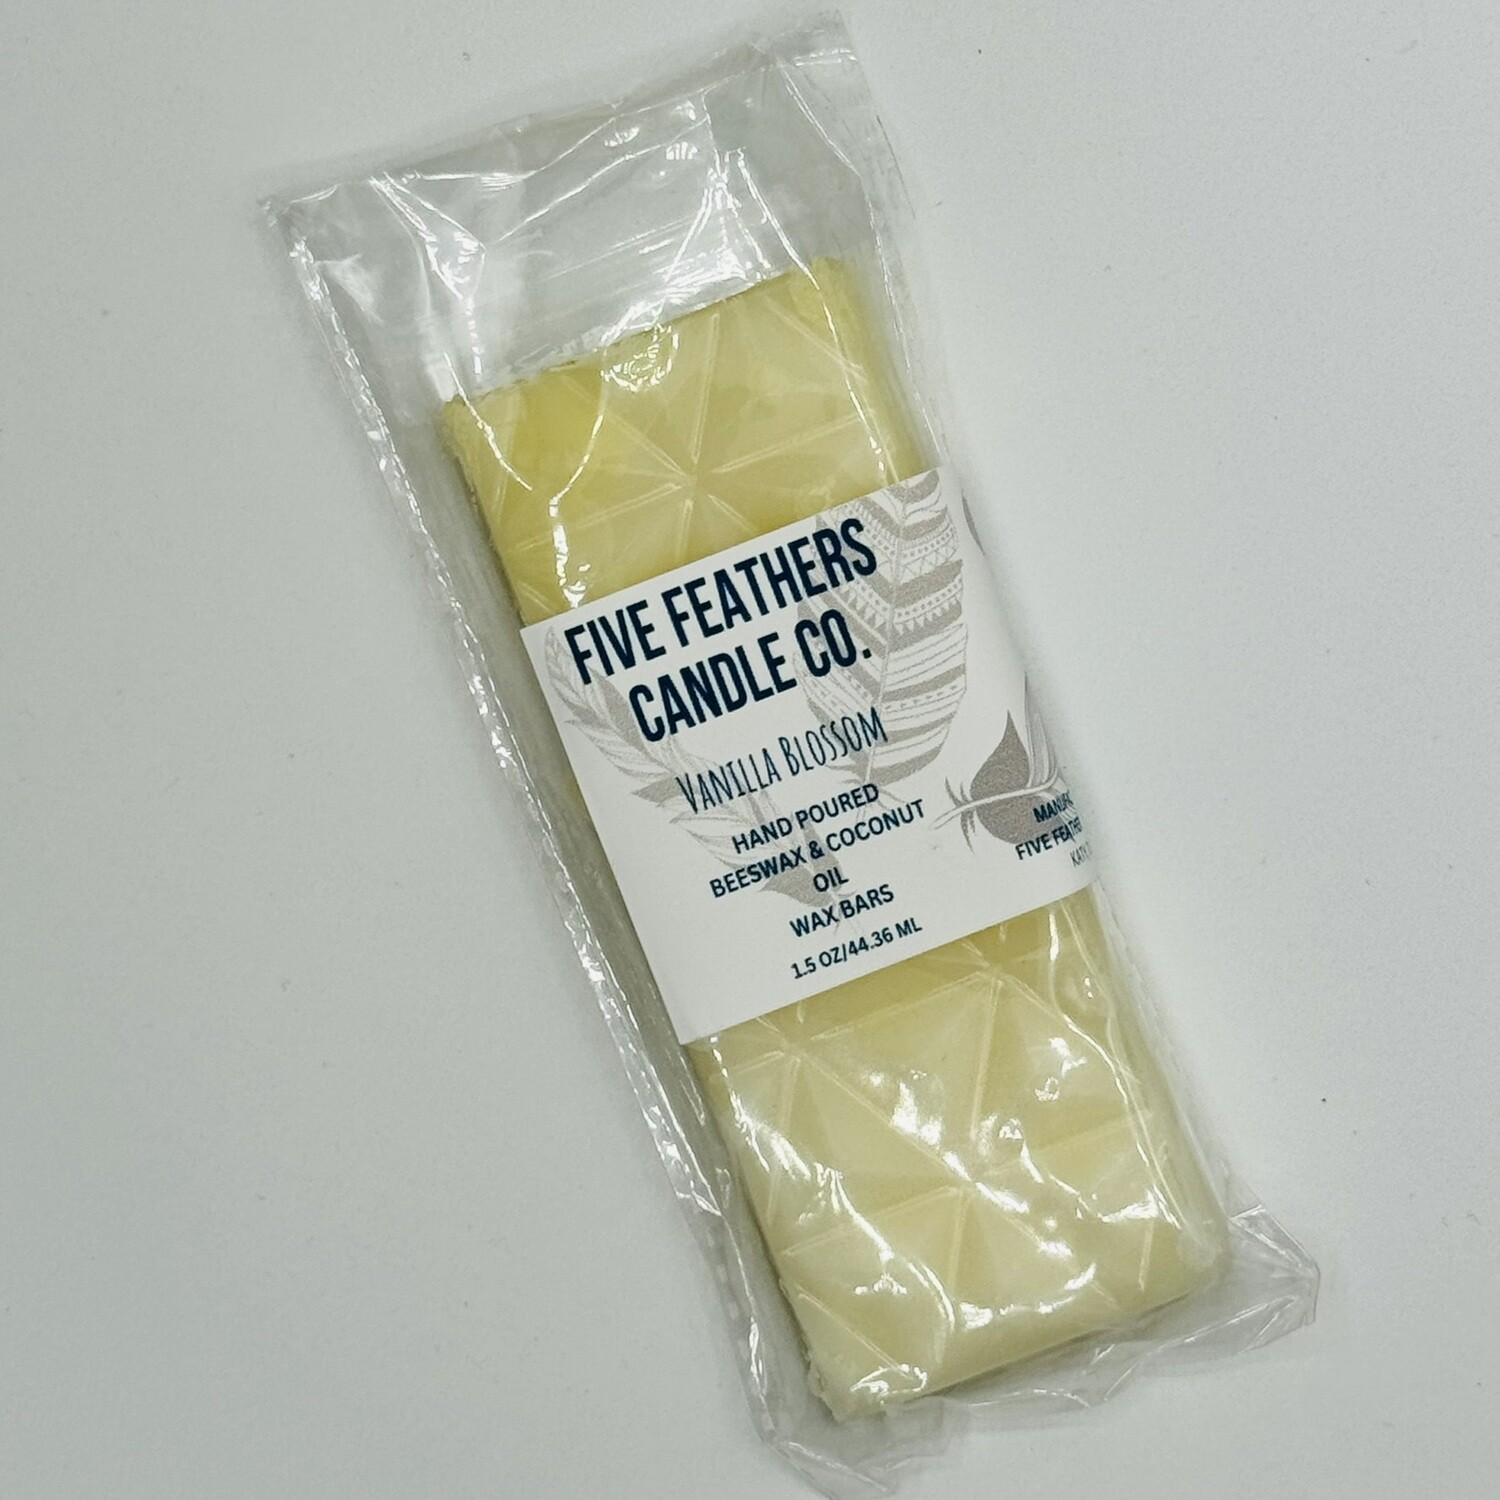 FIVE FEATHERS
CANDLE CO.
VANILLA BLOSSOM
HAND POURED
BEESWAX & COCONUT
OIL
WAX BARS
1.5 OZ/44.36 ML
FIVE